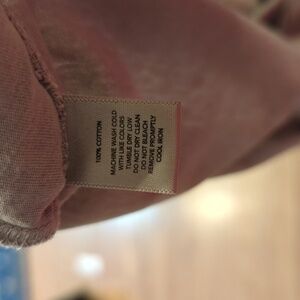 100% COTTON
MACHINE WASH COLD
WITH LIKE COLORS
TUMBLE DRY LOW
DO NOT DRY CLEAN
DO NOT BLEACH
REMOVE PROMPTLY
COOL IRON